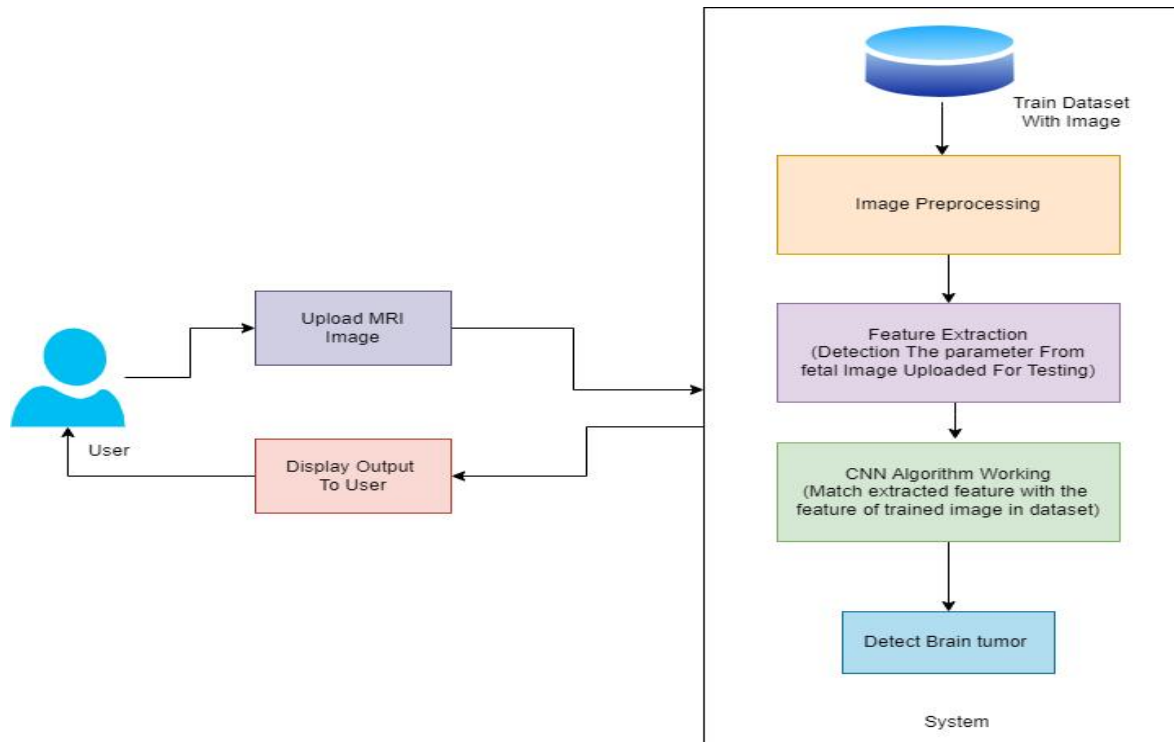 Upload MRI
Image
User
Display Output
To User
Train Dataset
With Image
Image Preprocessing
Feature Extraction
(Detection The parameter From
fetal Image Uploaded For Testing)
CNN Algorithm Working
(Match extracted feature with the
feature of trained image in dataset)
Detect Brain tumor
System